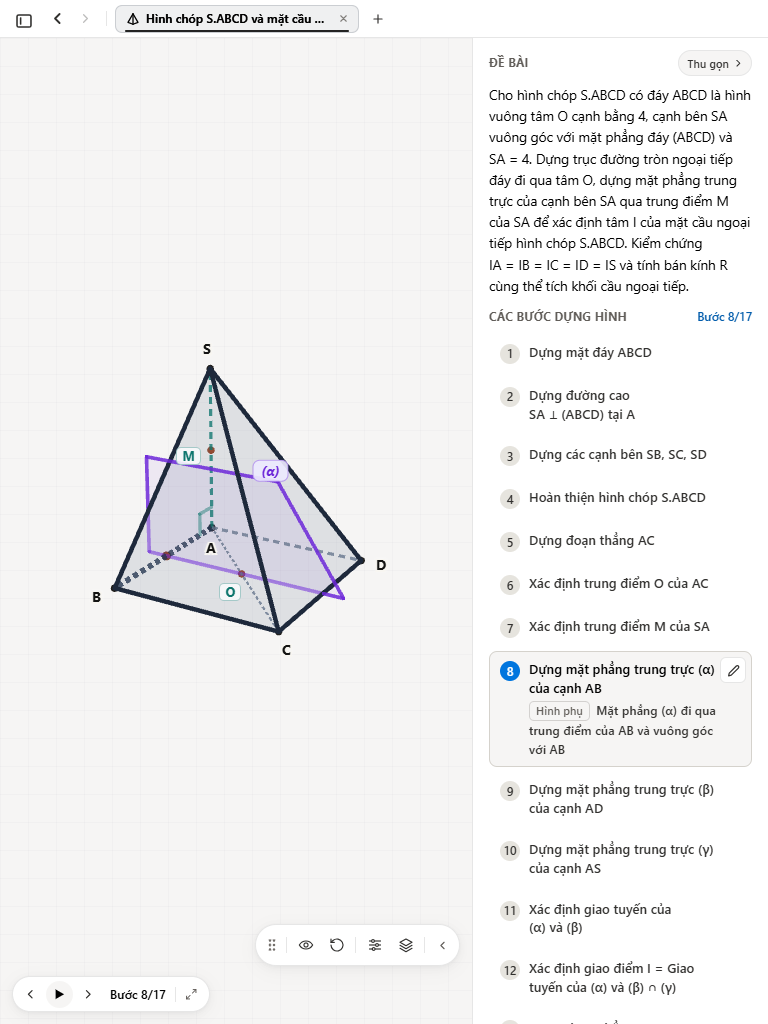 Hình chóp S.ABCD và mặt cầu ...
ĐỀ BÀI
Thu gọn
Cho hình chóp S.ABCD có đáy ABCD là hình
vuông tâm O cạnh bằng 4, cạnh bên SA
vuông góc với mặt phẳng đáy (ABCD) và
SA = 4. Dựng trục đường tròn ngoại tiếp
đáy đi qua tâm O, dựng mặt phẳng trung
trực của cạnh bên SA qua trung điểm M
của SA để xác định tâm I của mặt cầu ngoại
tiếp hình chóp S.ABCD. Kiểm chứng
IA = IB = IC = ID = IS và tính bán kính R
cùng thể tích khối cầu ngoại tiếp.
CÁC BƯỚC DỰNG HÌNH
Bước 8/17
1 Dựng mặt đáy ABCD
2 Dựng đường cao
SA ⊥ (ABCD) tại A
3 Dựng các cạnh bên SB, SC, SD
4 Hoàn thiện hình chóp S.ABCD
5 Dựng đoạn thẳng AC
6 Xác định trung điểm O của AC
7 Xác định trung điểm M của SA
8 Dựng mặt phẳng trung trực (α)
của cạnh AB
Hình phụ Mặt phẳng (α) đi qua
trung điểm của AB và vuông góc
với AB
9 Dựng mặt phẳng trung trực (β)
của cạnh AD
10 Dựng mặt phẳng trung trực (γ)
của cạnh AS
11 Xác định giao tuyến của
(α) và (β)
12 Xác định giao điểm I = Giao
tuyến của (α) và (β) ∩ (γ)
S
M
(α)
A
D
B
O
C
Bước 8/17